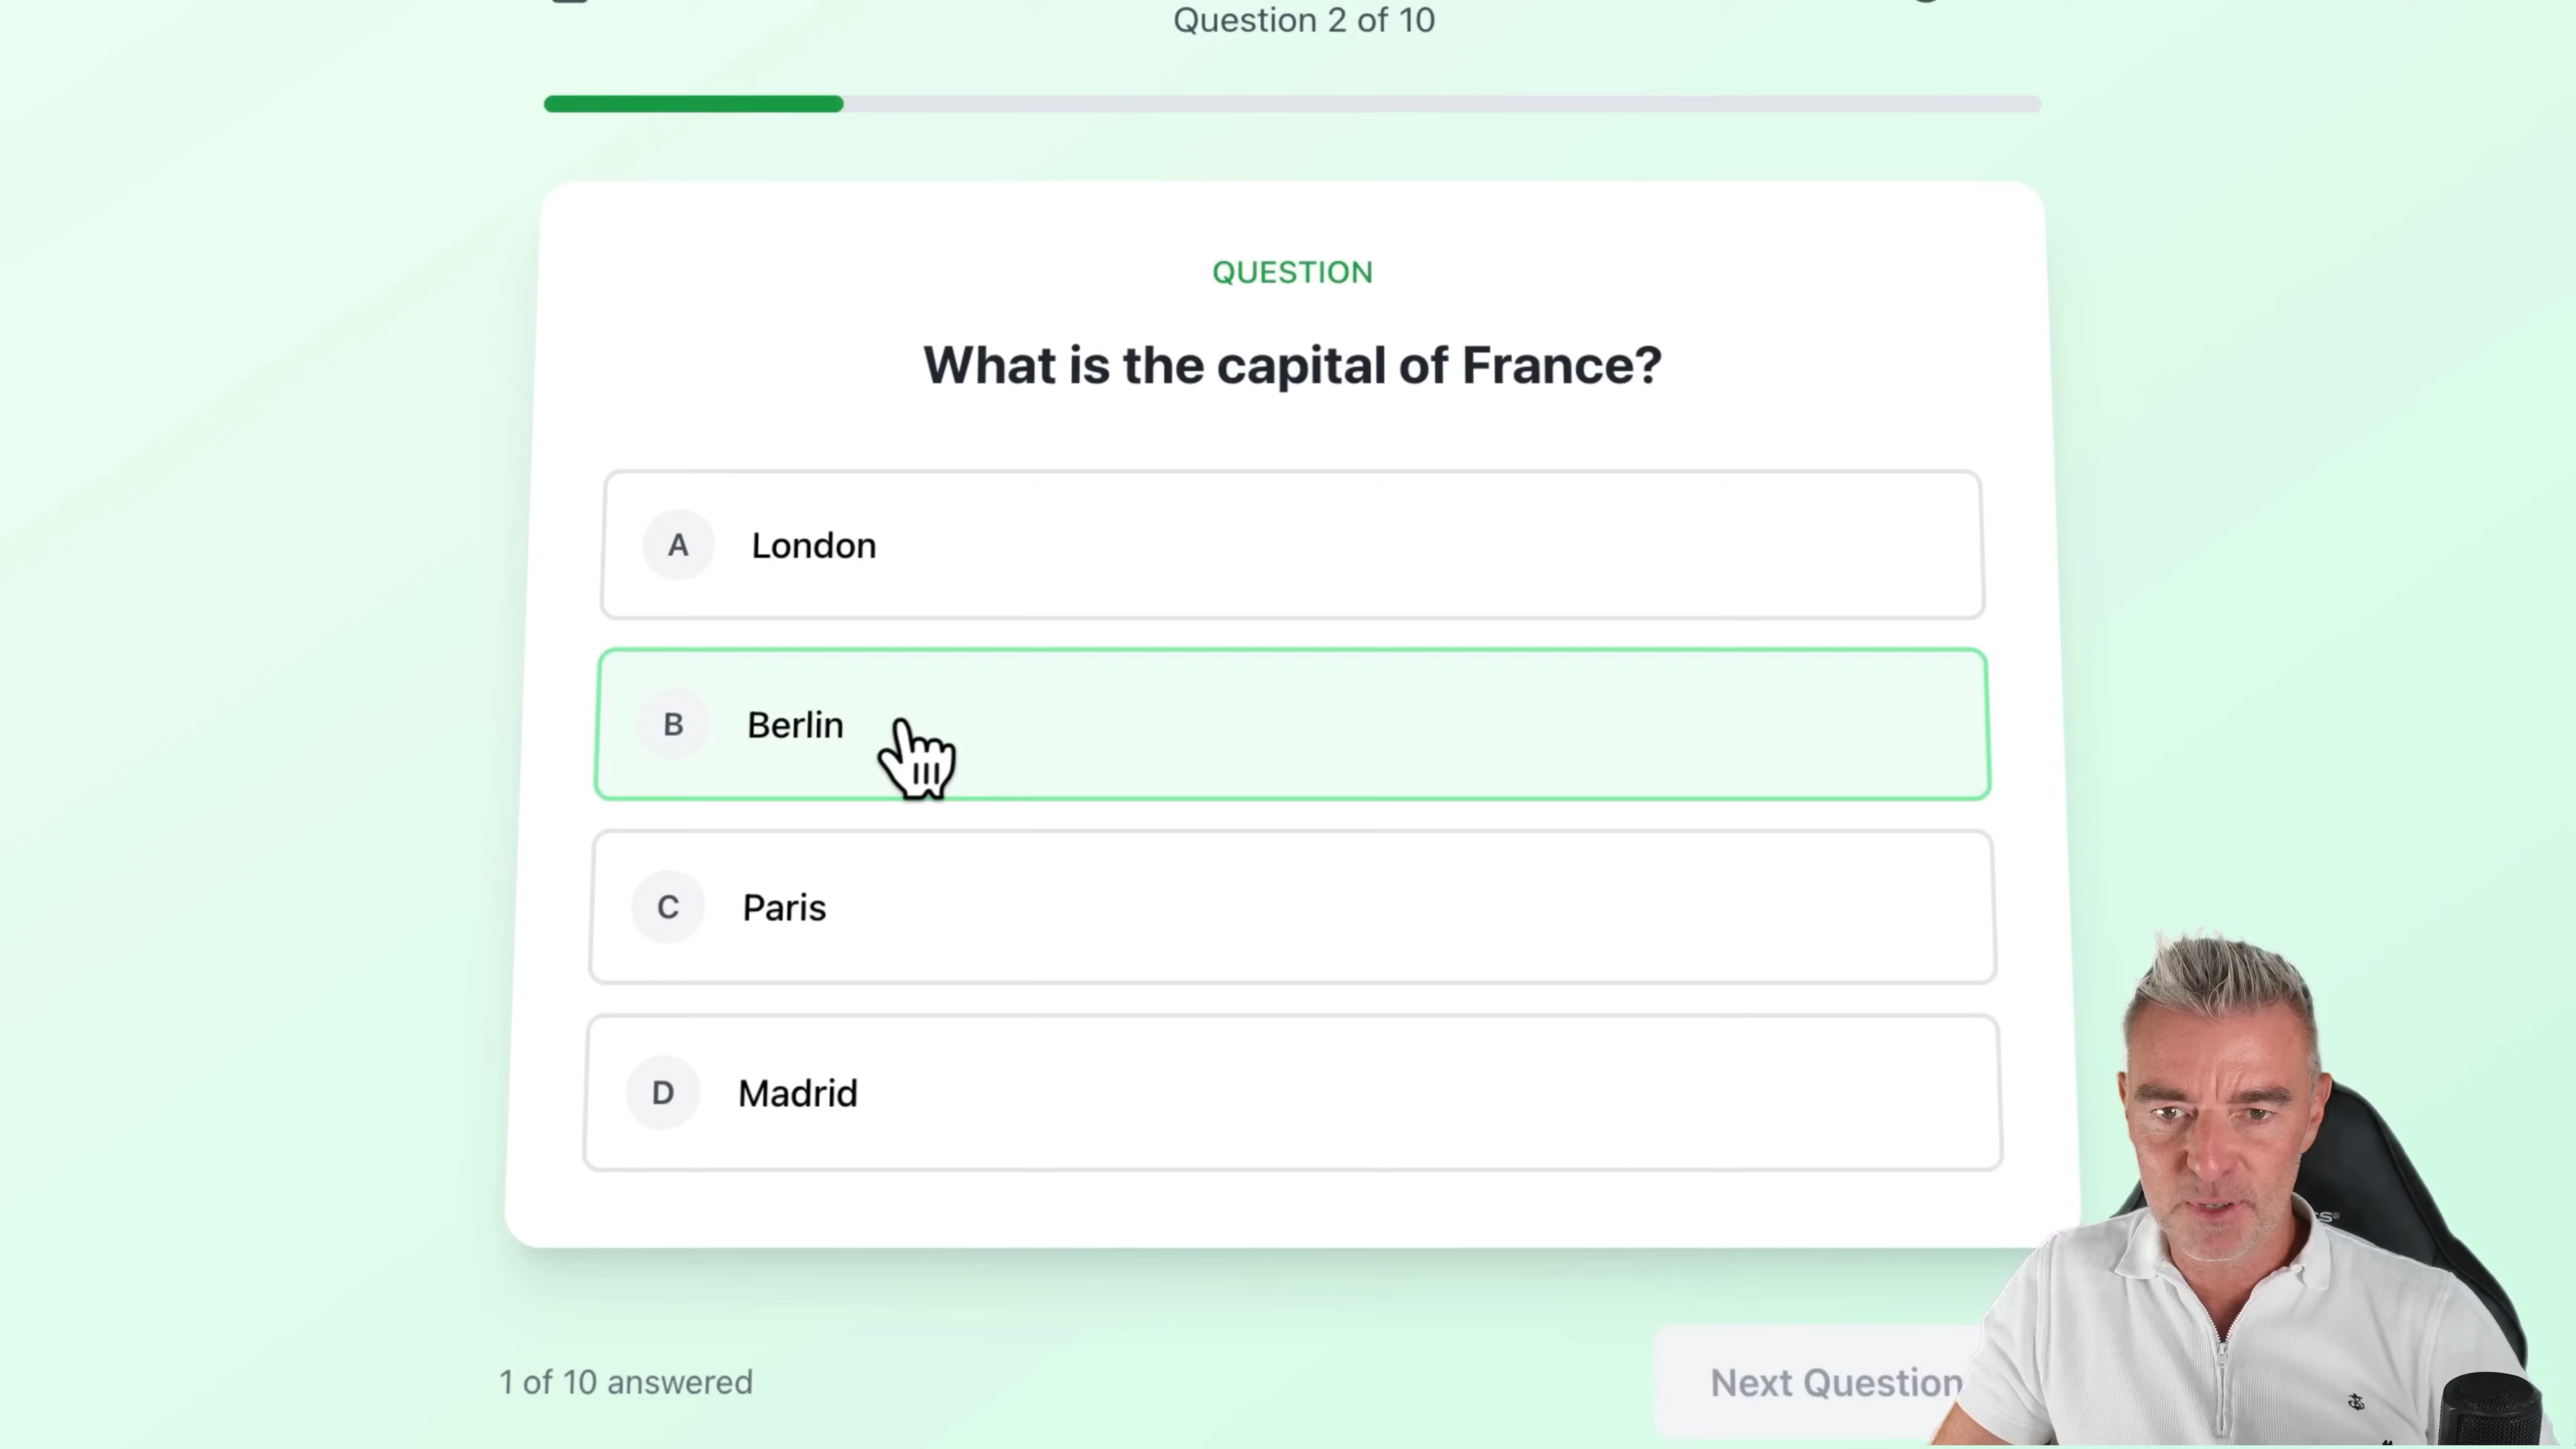 Question 2 of 10
QUESTION
What is the capital of France?
A London
B Berlin
C Paris
D Madrid
1 of 10 answered
Next Question